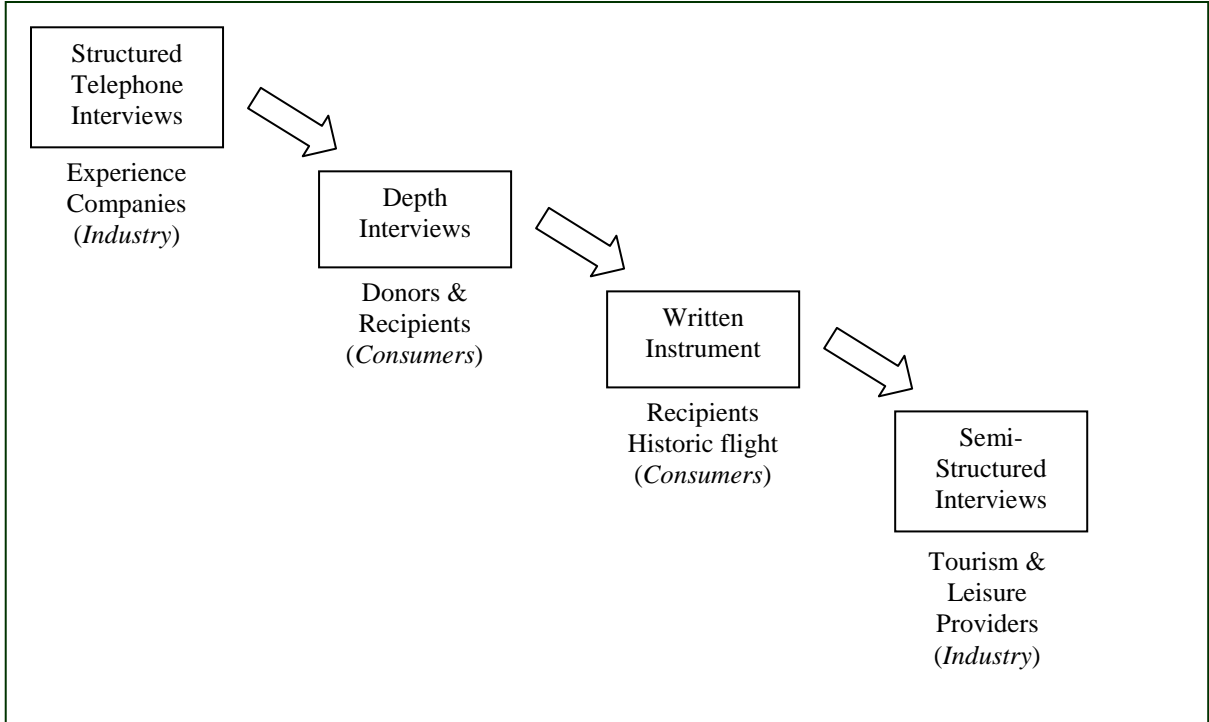 Structured
Telephone
Interviews
Experience
Companies
(Industry)
Depth
Interviews
Donors &
Recipients
(Consumers)
Written
Instrument
Recipients
Historic flight
(Consumers)
Semi-
Structured
Interviews
Tourism &
Leisure
Providers
(Industry)